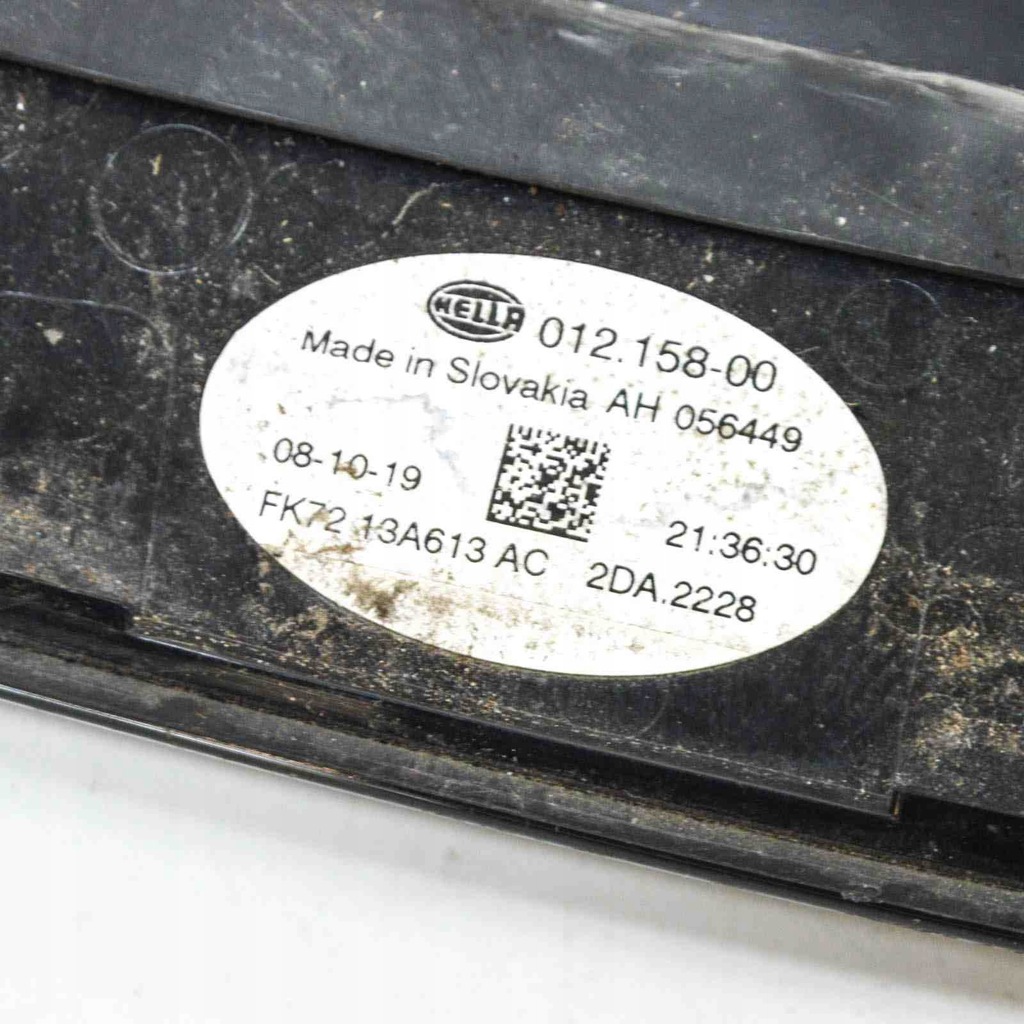 HELLA 012.158-00
Made in Slovakia AH 056449
08-10-19 21:36:30
FK72 13A613 AC 2DA.2228